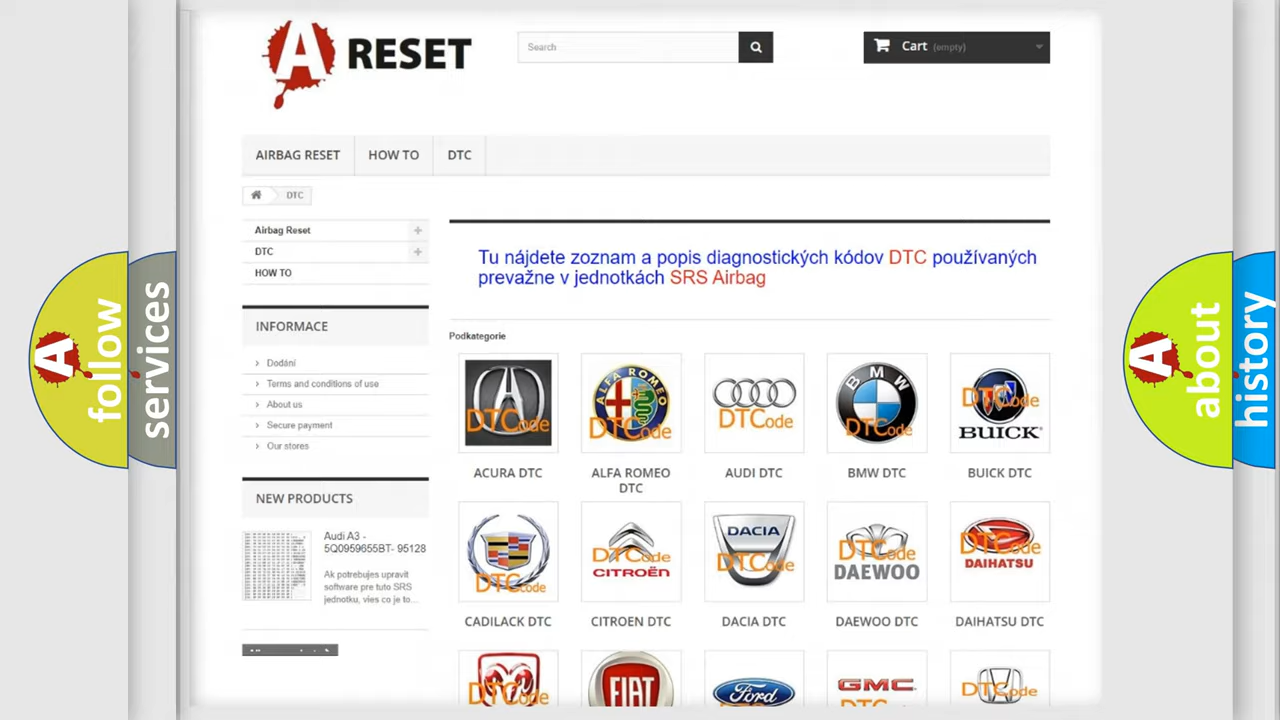 A RESET
Search
Cart (empty)
AIRBAG RESET
HOW TO
DTC
DTC
Airbag Reset
DTC
HOW TO
Tu nájdete zoznam a popis diagnostických kódov DTC používaných
prevažne v jednotkách SRS Airbag
INFORMACE
Dodání
Terms and conditions of use
About us
Secure payment
Our stores
NEW PRODUCTS
Audi A3 -
5Q0959655BT- 95128
Ak potrebujes upravit
software pre tuto SRS
jednotku, vies co je to...
Podkategorie
DTCode
ALFA ROMEO
DTCode
DTCode
BMW
DTCode
DTCode
BUICK
ACURA DTC
ALFA ROMEO
DTC
AUDI DTC
BMW DTC
BUICK DTC
DTCode
DTCode
CITROËN
DACIA
DTCode
DTCode
DAEWOO
DTCode
DAIHATSU
CADILACK DTC
CITROEN DTC
DACIA DTC
DAEWOO DTC
DAIHATSU DTC
DTCode
FIAT
Ford
GMC
DTCode
A follow
services
A about
history